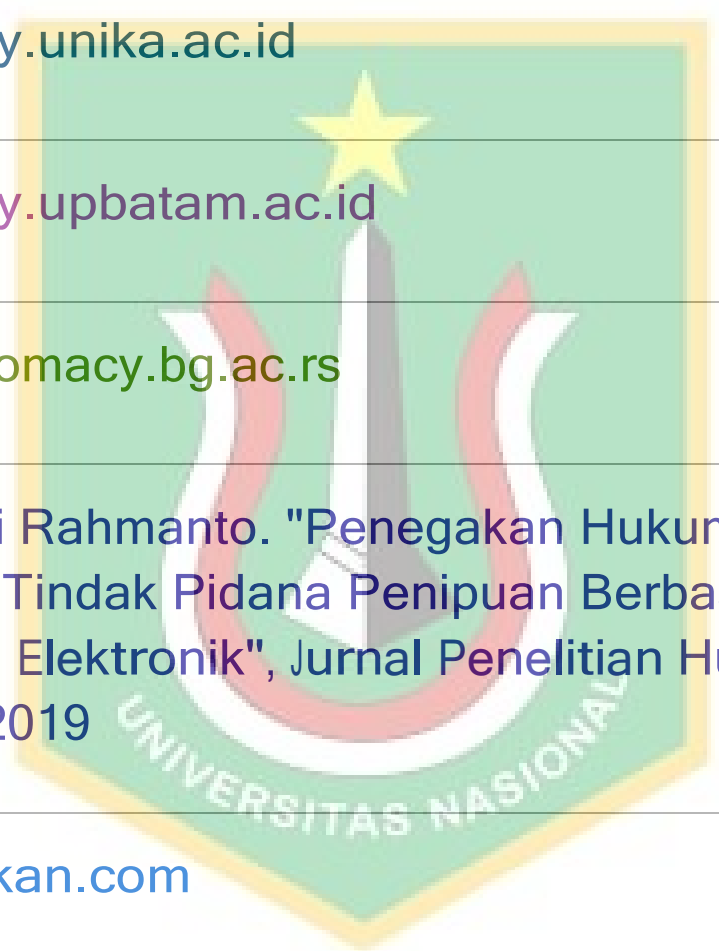 y.unika.ac.id
y.upbatam.ac.id
omacy.bg.ac.rs
i Rahmanto. "Penegakan Hukum
Tindak Pidana Penipuan Berba
Elektronik", Jurnal Penelitian Hu
2019
UNIVERSITAS NASIONAL
kan.com